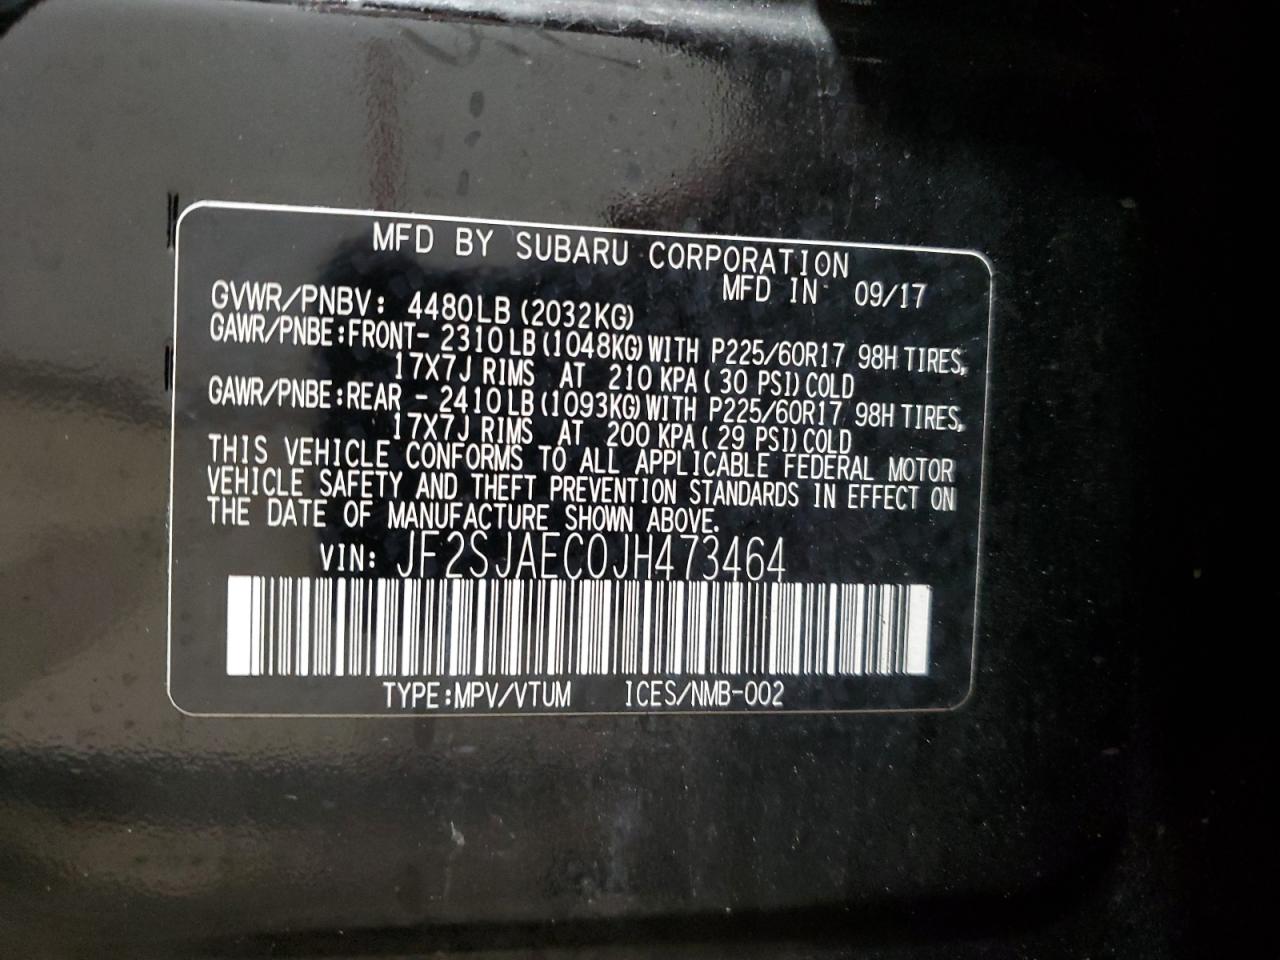 MFD BY SUBARU CORPORATION
MFD IN 09/17
GVWR/PNBV: 4480LB (2032KG)
GAWR/PNBE:FRONT- 2310LB (1048KG) WITH P225/60R17 98H TIRES,
17X7J RIMS AT 210 KPA ( 30 PSI) COLD
GAWR/PNBE:REAR - 2410LB (1093KG) WITH P225/60R17 98H TIRES,
17X7J RIMS AT 200 KPA ( 29 PSI) COLD
THIS VEHICLE CONFORMS TO ALL APPLICABLE FEDERAL MOTOR
VEHICLE SAFETY AND THEFT PREVENTION STANDARDS IN EFFECT ON
THE DATE OF MANUFACTURE SHOWN ABOVE.
VIN: JF2SJAEC0JH473464
TYPE:MPV/VTUM ICES/NMB-002